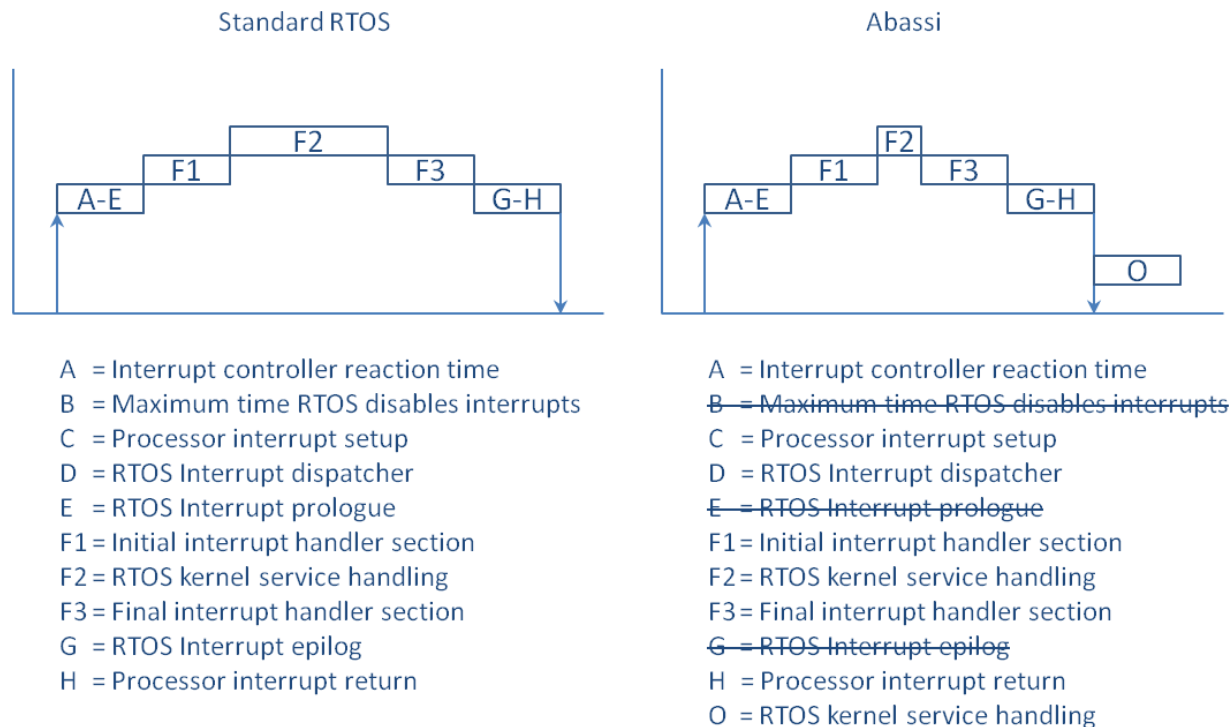 Standard RTOS
F2
F1
F3
A-E
G-H
A = Interrupt controller reaction time
B = Maximum time RTOS disables interrupts
C = Processor interrupt setup
D = RTOS Interrupt dispatcher
E = RTOS Interrupt prologue
F1 = Initial interrupt handler section
F2 = RTOS kernel service handling
F3 = Final interrupt handler section
G = RTOS Interrupt epilog
H = Processor interrupt return
Abassi
F2
F1
F3
A-E
G-H
O
A = Interrupt controller reaction time
B = Maximum time RTOS disables interrupts
C = Processor interrupt setup
D = RTOS Interrupt dispatcher
E = RTOS Interrupt prologue
F1 = Initial interrupt handler section
F2 = RTOS kernel service handling
F3 = Final interrupt handler section
G = RTOS Interrupt epilog
H = Processor interrupt return
O = RTOS kernel service handling